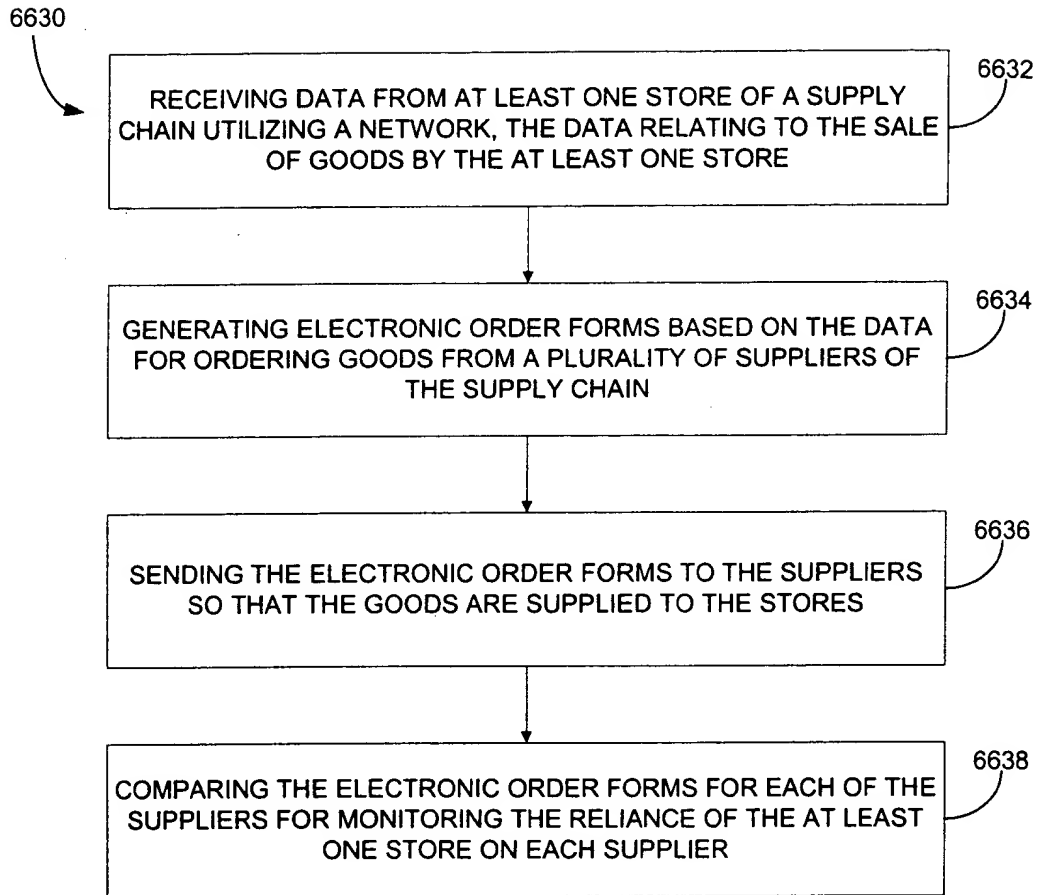 6630
6632
RECEIVING DATA FROM AT LEAST ONE STORE OF A SUPPLY
CHAIN UTILIZING A NETWORK, THE DATA RELATING TO THE SALE
OF GOODS BY THE AT LEAST ONE STORE
6634
GENERATING ELECTRONIC ORDER FORMS BASED ON THE DATA
FOR ORDERING GOODS FROM A PLURALITY OF SUPPLIERS OF
THE SUPPLY CHAIN
6636
SENDING THE ELECTRONIC ORDER FORMS TO THE SUPPLIERS
SO THAT THE GOODS ARE SUPPLIED TO THE STORES
6638
COMPARING THE ELECTRONIC ORDER FORMS FOR EACH OF THE
SUPPLIERS FOR MONITORING THE RELIANCE OF THE AT LEAST
ONE STORE ON EACH SUPPLIER